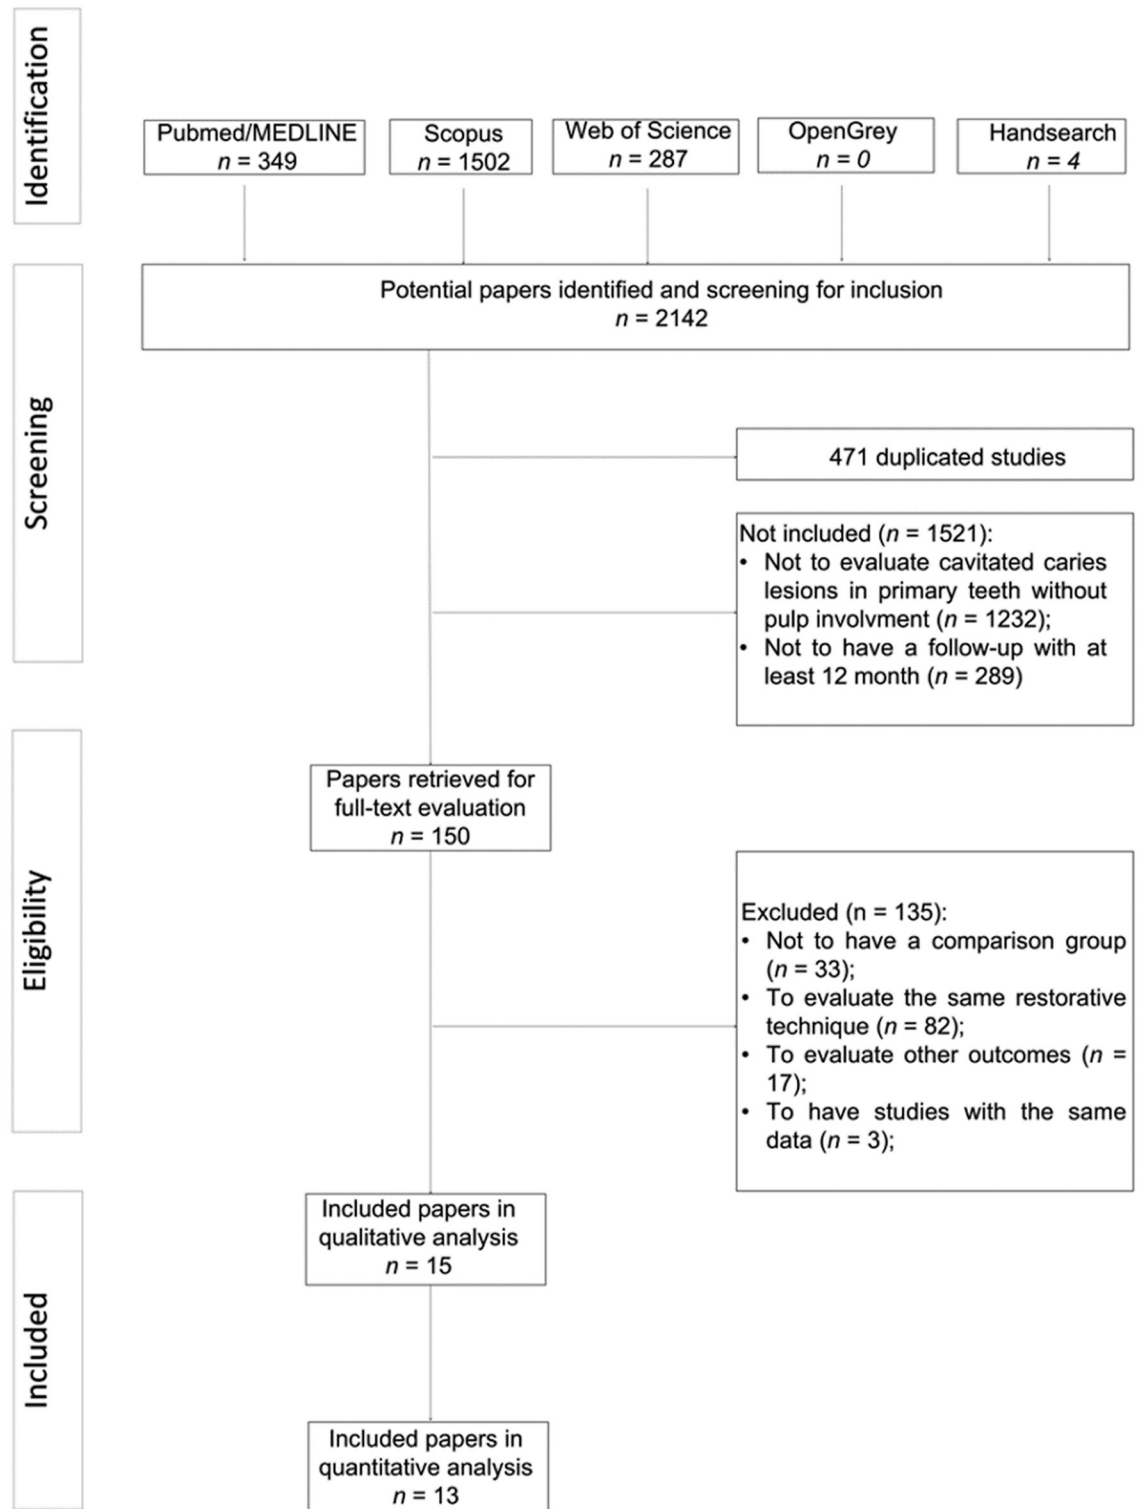 Identification
Pubmed/MEDLINE
n = 349
Scopus
n = 1502
Web of Science
n = 287
OpenGrey
n = 0
Handsearch
n = 4
Screening
Potential papers identified and screening for inclusion
n = 2142
471 duplicated studies
Not included (n = 1521):
• Not to evaluate cavitated caries
lesions in primary teeth without
pulp involvment (n = 1232);
• Not to have a follow-up with at
least 12 month (n = 289)
Eligibility
Papers retrieved for
full-text evaluation
n = 150
Excluded (n = 135):
• Not to have a comparison group
(n = 33);
• To evaluate the same restorative
technique (n = 82);
• To evaluate other outcomes (n =
17);
• To have studies with the same
data (n = 3);
Included
Included papers in
qualitative analysis
n = 15
Included papers in
quantitative analysis
n = 13